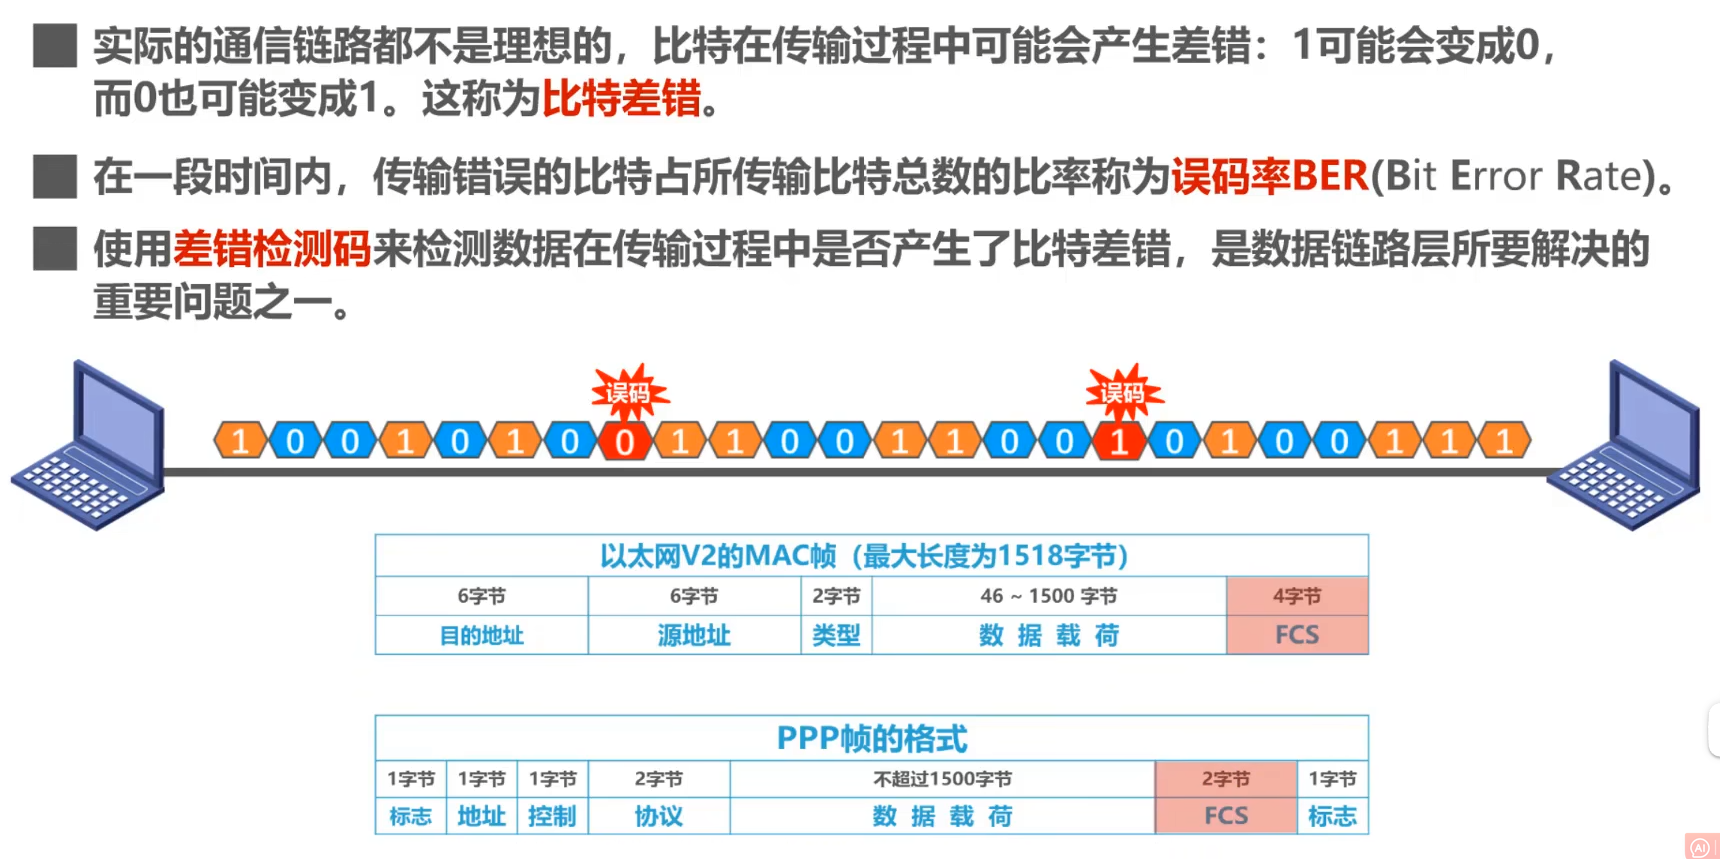 实际的通信链路都不是理想的，比特在传输过程中可能会产生差错：1可能会变成0，
而0也可能变成1。这称为比特差错。
在一段时间内，传输错误的比特占所传输比特总数的比率称为误码率BER(Bit Error Rate)。
使用差错检测码来检测数据在传输过程中是否产生了比特差错，是数据链路层所要解决的
重要问题之一。
误码 误码
1 0 0 1 0 1 0 0 1 1 0 0 1 1 0 0 1 0 1 0 0 1 1 1
以太网V2的MAC帧（最大长度为1518字节）
6字节 6字节 2字节 46 ~ 1500 字节 4字节
目的地址 源地址 类型 数 据 载 荷 FCS
PPP帧的格式
1字节 1字节 1字节 2字节 不超过1500字节 2字节 1字节
标志 地址 控制 协议 数 据 载 荷 FCS 标志
AI